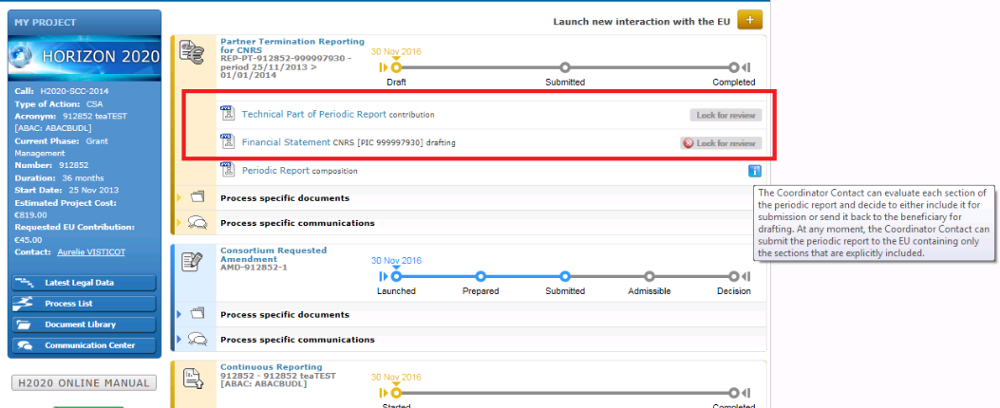 MY PROJECT
HORIZON 2020
Call: H2020-SCC-2014
Type of Action: CSA
Acronym: 912852 teaTEST
[ABAC: ABACBUDL]
Current Phase: Grant
Management
Number: 912852
Duration: 36 months
Start Date: 25 Nov 2013
Estimated Project Cost:
€819.00
Requested EU Contribution:
€45.00
Contact: Aurelie VISTICOT
Latest Legal Data
Process List
Document Library
Communication Center
H2020 ONLINE MANUAL
Launch new interaction with the EU +
Partner Termination Reporting
for CNRS
REP-PT-912852-999997930 -
period 25/11/2013 >
01/01/2014
30 Nov 2016
Draft Submitted Completed
Technical Part of Periodic Report contribution Lock for review
Financial Statement CNRS [PIC 999997930] drafting Lock for review
Periodic Report composition
Process specific documents
Process specific communications
The Coordinator Contact can evaluate each section of
the periodic report and decide to either include it for
submission or send it back to the beneficiary for
drafting. At any moment, the Coordinator Contact can
submit the periodic report to the EU containing only
the sections that are explicitly included.
Consortium Requested
Amendment
AMD-912852-1
30 Nov 2016
Launched Prepared Submitted Admissible Decision
Process specific documents
Process specific communications
Continuous Reporting
912852 - 912852 teaTEST
[ABAC: ABACBUDL]
30 Nov 2016
Started Completed